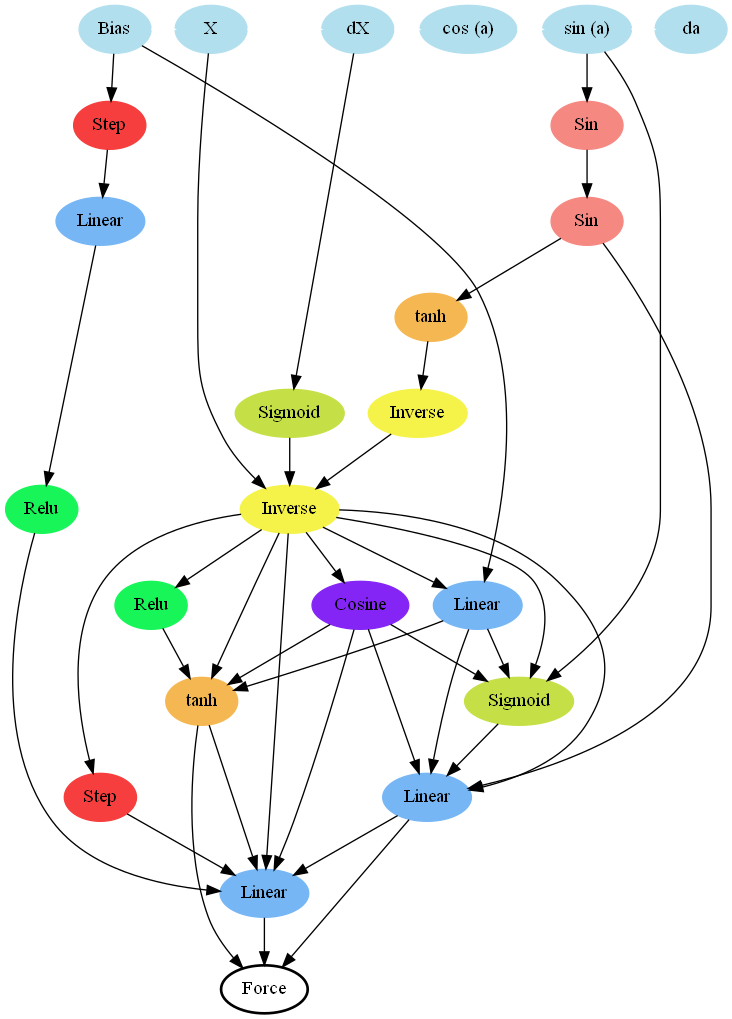 Bias X dX cos (a) sin (a) da
Step Sin
Linear Sin
tanh
Sigmoid Inverse
Relu Inverse
Relu Cosine Linear
tanh Sigmoid
Step Linear
Linear
Force